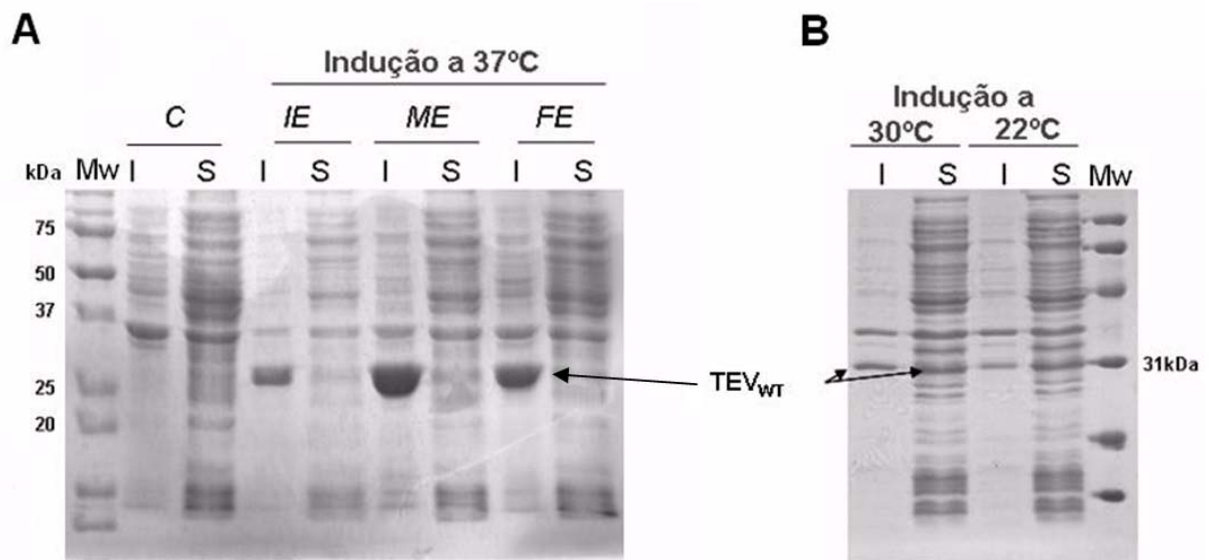 A
Indução a 37ºC
C IE ME FE
kDa Mw I S I S I S I S
75
50
37
25
20
TEVWT
B
Indução a
30ºC 22ºC
I S I S Mw
31kDa